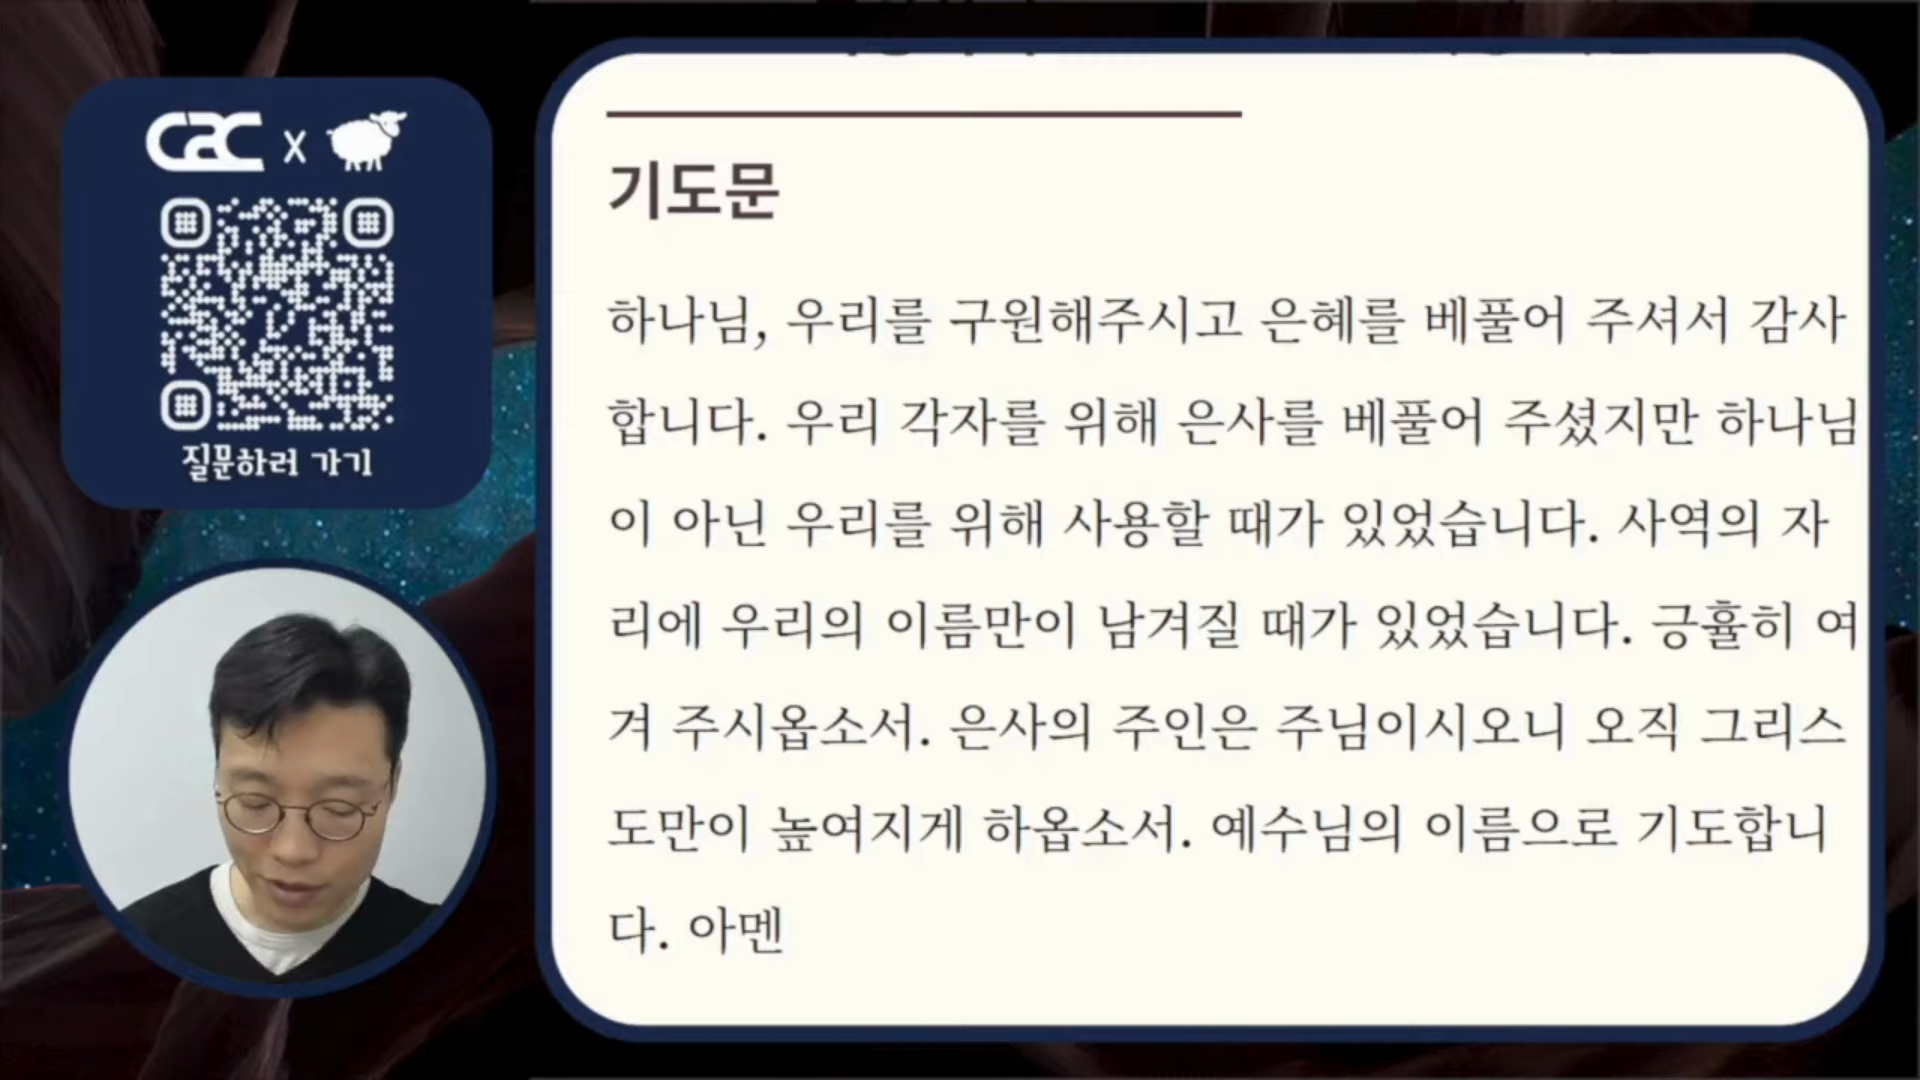 cac x
질문하러 가기
기도문
하나님, 우리를 구원해주시고 은혜를 베풀어 주셔서 감사
합니다. 우리 각자를 위해 은사를 베풀어 주셨지만 하나님
이 아닌 우리를 위해 사용할 때가 있었습니다. 사역의 자
리에 우리의 이름만이 남겨질 때가 있었습니다. 긍휼히 여
겨 주시옵소서. 은사의 주인은 주님이시오니 오직 그리스
도만이 높여지게 하옵소서. 예수님의 이름으로 기도합니
다. 아멘